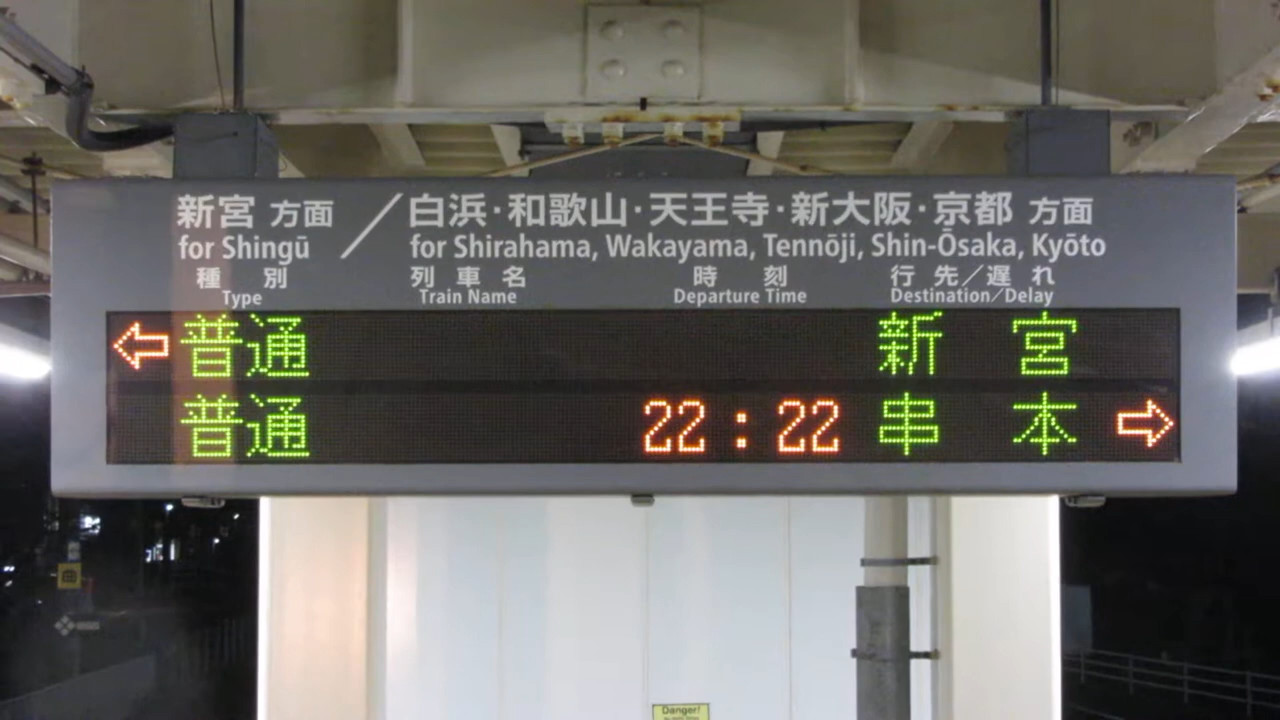 新宮 方面 ／ 白浜・和歌山・天王寺・新大阪・京都 方面
for Shingū for Shirahama, Wakayama, Tennōji, Shin-Ōsaka, Kyōto
種別 列車名 時刻 行先／遅れ
Type Train Name Departure Time Destination／Delay
⇦ 普通 新宮
普通 22:22 串本 ⇨
Danger!